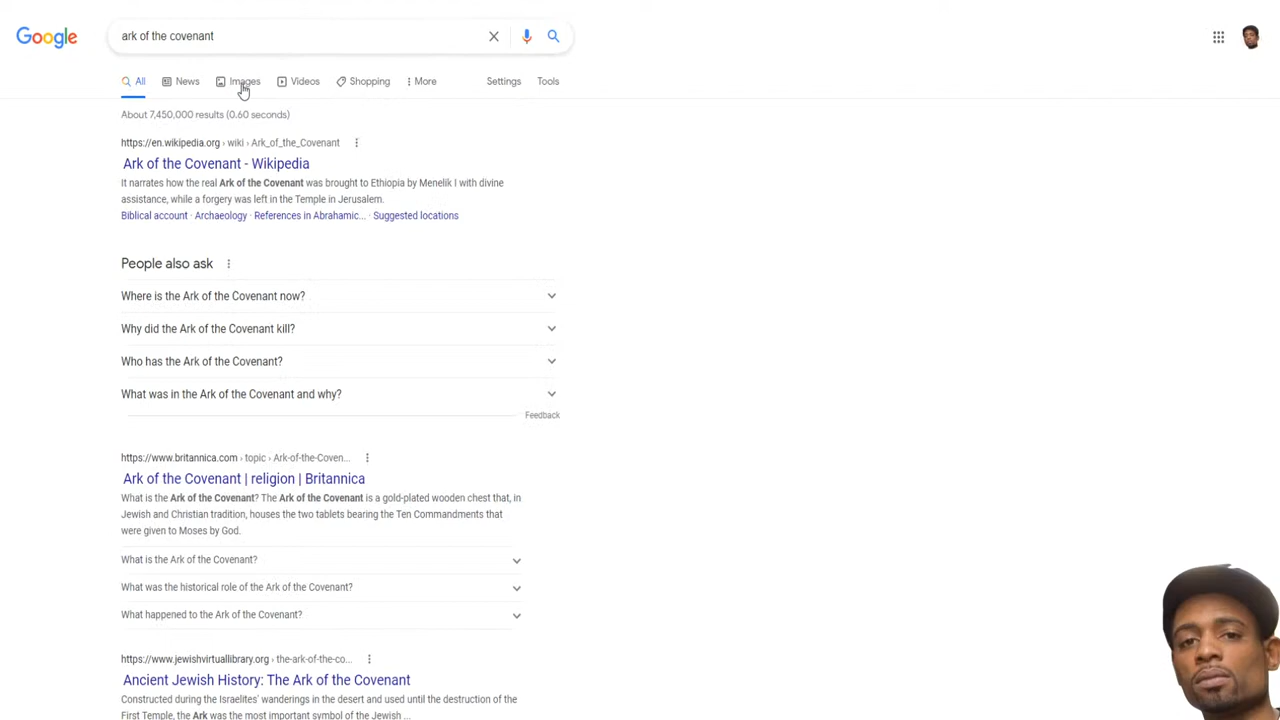 Google
ark of the covenant
All News Images Videos Shopping More Settings Tools
About 7,450,000 results (0.60 seconds)
https://en.wikipedia.org › wiki › Ark_of_the_Covenant
Ark of the Covenant - Wikipedia
It narrates how the real Ark of the Covenant was brought to Ethiopia by Menelik I with divine
assistance, while a forgery was left in the Temple in Jerusalem.
Biblical account · Archaeology · References in Abrahamic... · Suggested locations
People also ask
Where is the Ark of the Covenant now?
Why did the Ark of the Covenant kill?
Who has the Ark of the Covenant?
What was in the Ark of the Covenant and why?
Feedback
https://www.britannica.com › topic › Ark-of-the-Coven...
Ark of the Covenant | religion | Britannica
What is the Ark of the Covenant? The Ark of the Covenant is a gold-plated wooden chest that, in
Jewish and Christian tradition, houses the two tablets bearing the Ten Commandments that
were given to Moses by God.
What is the Ark of the Covenant?
What was the historical role of the Ark of the Covenant?
What happened to the Ark of the Covenant?
https://www.jewishvirtuallibrary.org › the-ark-of-the-co...
Ancient Jewish History: The Ark of the Covenant
Constructed during the Israelites' wanderings in the desert and used until the destruction of the
First Temple, the Ark was the most important symbol of the Jewish ...